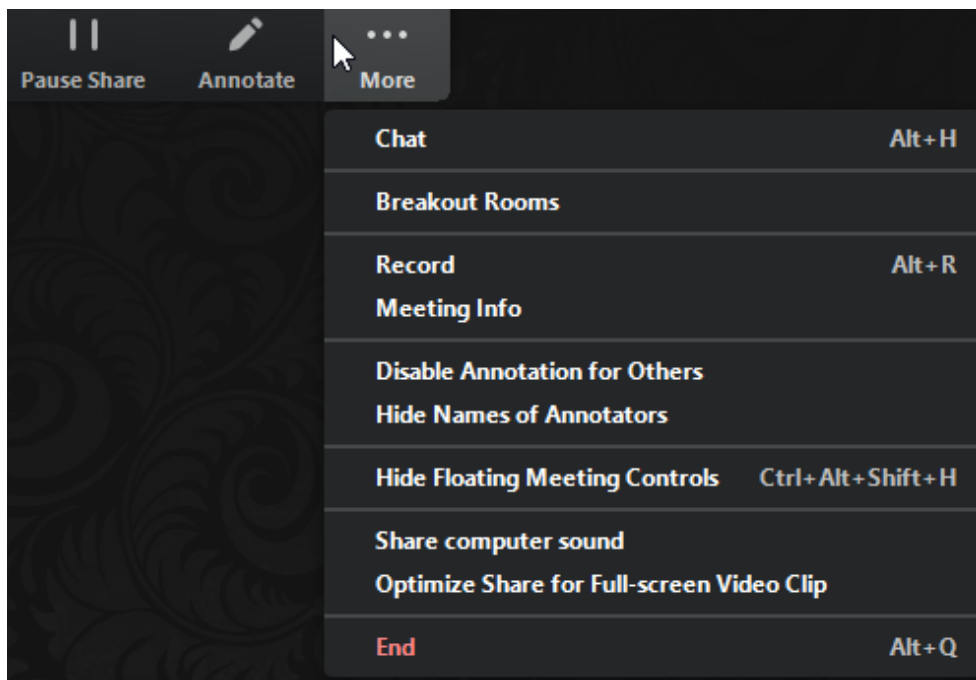 Pause Share Annotate More
Chat Alt+H
Breakout Rooms
Record Alt+R
Meeting Info
Disable Annotation for Others
Hide Names of Annotators
Hide Floating Meeting Controls Ctrl+Alt+Shift+H
Share computer sound
Optimize Share for Full-screen Video Clip
End Alt+Q